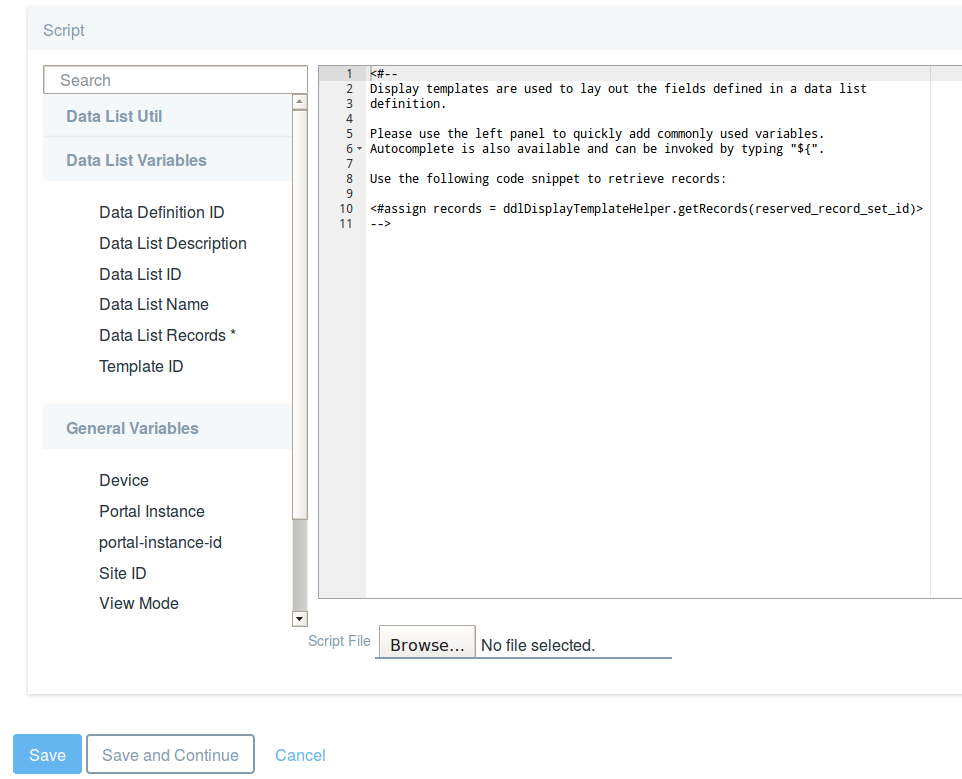 Script
Search
Data List Util
Data List Variables
Data Definition ID
Data List Description
Data List ID
Data List Name
Data List Records *
Template ID
General Variables
Device
Portal Instance
portal-instance-id
Site ID
View Mode
1 <#--
2 Display templates are used to lay out the fields defined in a data list
3 definition.
4
5 Please use the left panel to quickly add commonly used variables.
6 Autocomplete is also available and can be invoked by typing "${".
7
8 Use the following code snippet to retrieve records:
9
10 <#assign records = ddlDisplayTemplateHelper.getRecords(reserved_record_set_id)>
11 -->
Script File Browse... No file selected.
Save Save and Continue Cancel